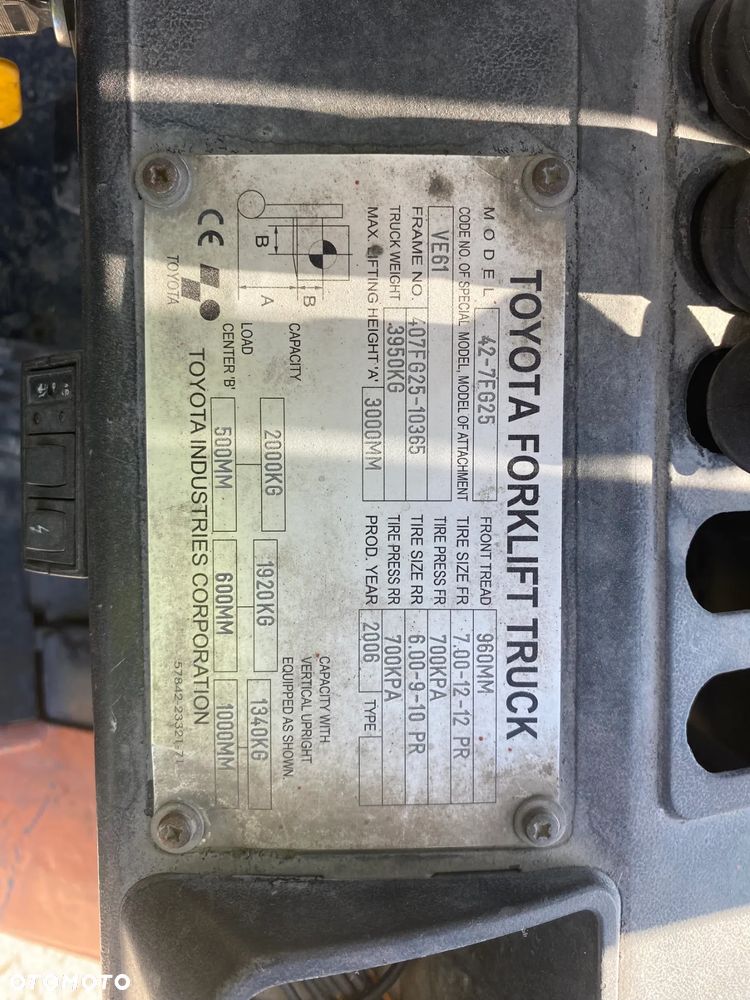 TOYOTA FORKLIFT TRUCK
MODEL 42-7FG25 FRONT TREAD 960MM
CODE NO. OF SPECIAL MODEL, MODEL OF ATTACHMENT TIRE SIZE FR 7.00-12-12 PR
VE61 TIRE PRESS FR 700KPA
FRAME NO. 407FG25-10365 TIRE SIZE RR 6.00-9-10 PR
TRUCK WEIGHT 3950KG TIRE PRESS RR 700KPA
MAX. LIFTING HEIGHT 'A' 3000MM PROD. YEAR 2006 TYPE
B A B
CAPACITY WITH
VERTICAL UPRIGHT
EQUIPPED AS SHOWN.
CAPACITY 2000KG 1920KG 1340KG
LOAD
CENTER 'B' 500MM 600MM 1000MM
CE TOYOTA TOYOTA INDUSTRIES CORPORATION
57842-23321-71
OTOMOTO